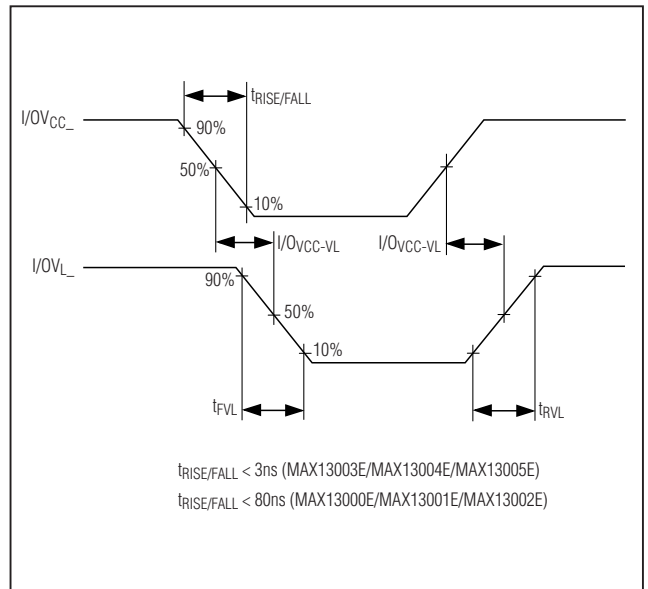 tRISE/FALL
I/OVCC_
90%
50%
10%
I/OVCC-VL
I/OVCC-VL
I/OVL_
90%
50%
10%
tFVL
tRVL
tRISE/FALL < 3ns (MAX13003E/MAX13004E/MAX13005E)
tRISE/FALL < 80ns (MAX13000E/MAX13001E/MAX13002E)